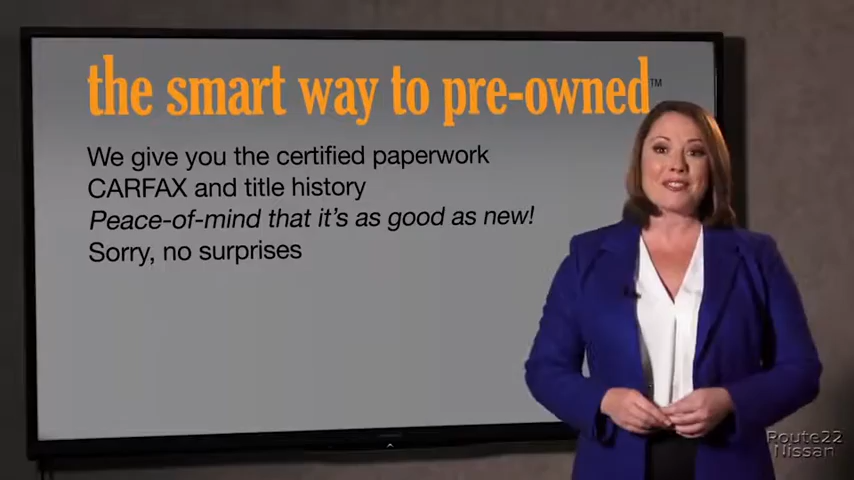 the smart way to pre-owned™
We give you the certified paperwork
CARFAX and title history
Peace-of-mind that it's as good as new!
Sorry, no surprises
Route22
Nissan